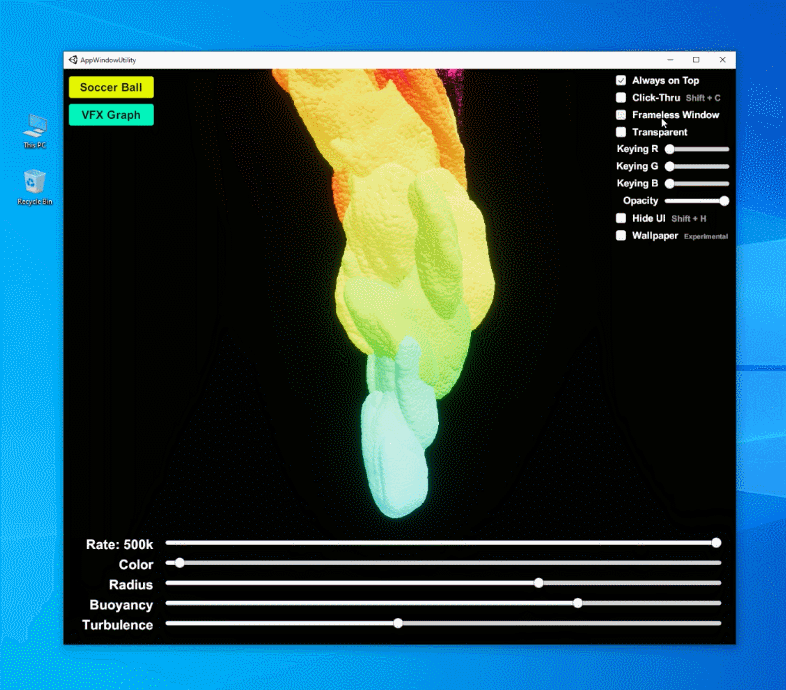 AppWindowUtility
Soccer Ball
VFX Graph
Always on Top
Click-Thru Shift + C
Frameless Window
Transparent
Keying R
Keying G
Keying B
Opacity
Hide UI Shift + H
Wallpaper Experimental
This PC
Recycle Bin
Rate: 500k
Color
Radius
Buoyancy
Turbulence